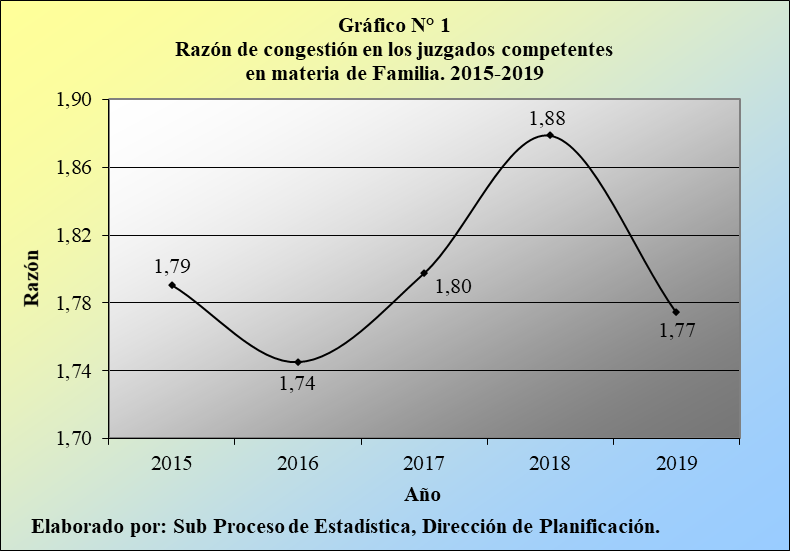 Gráfico N° 1
Razón de congestión en los juzgados competentes
en materia de Familia. 2015-2019
1,90
1,88
1,86
1,82
1,79
1,80
1,78
1,77
1,74
1,74
1,70
Razón
2015 2016 2017 2018 2019
Año
Elaborado por: Sub Proceso de Estadística, Dirección de Planificación.